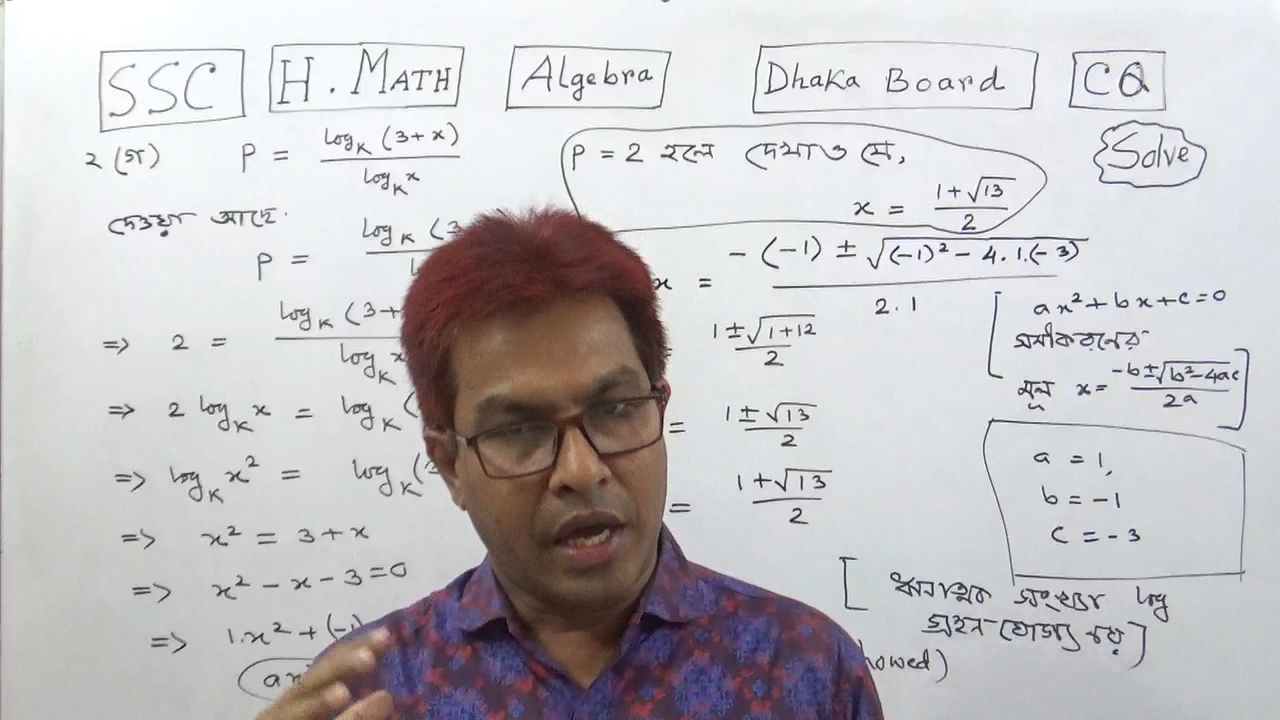 SSC H. MATH Algebra Dhaka Board CQ
২(গ) P = log_K (3+x) / log_K x
P = 2 হলে দেখাও যে,
x = (1+√13)/2
Solve
দেওয়া আছে.
P = log_K (3
=> 2 = log_K (3+ / log_K x
=> 2 log_K x = log_K (
=> log_K x² = log_K (3
=> x² = 3+x
=> x² - x - 3 = 0
=> 1.x² + (-1)
x = (-(-1) ± √((-1)² - 4.1.(-3))) / 2.1
(1 ± √(1+12))/2
= (1 ± √13)/2
= (1+√13)/2
[ax² + bx + c = 0
সমীকরণের
মূল x = (-b ± √(b²-4ac))/2a]
a = 1,
b = -1
c = -3
[ঋণাত্মক সংখ্যার log
গ্রহণযোগ্য নয়]
howed)